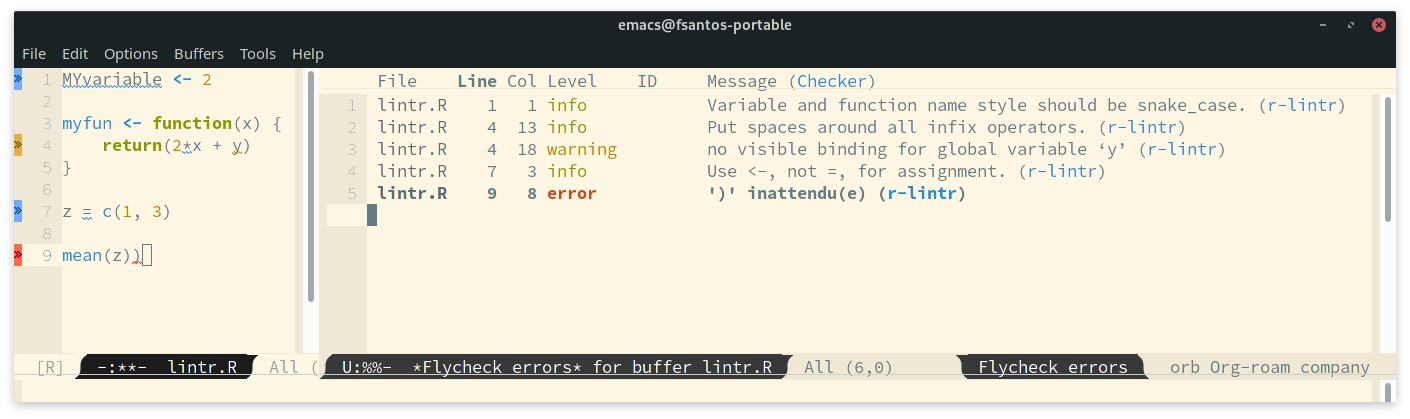 emacs@fsantos-portable
File Edit Options Buffers Tools Help
» 1 MYvariable <- 2
2
3 myfun <- function(x) {
» 4     return(2*x + y)
5 }
6
» 7 z = c(1, 3)
8
» 9 mean(z))
File Line Col Level ID Message (Checker)
1 lintr.R 1 1 info Variable and function name style should be snake_case. (r-lintr)
2 lintr.R 4 13 info Put spaces around all infix operators. (r-lintr)
3 lintr.R 4 18 warning no visible binding for global variable ‘y’ (r-lintr)
4 lintr.R 7 3 info Use <-, not =, for assignment. (r-lintr)
5 lintr.R 9 8 error ')' inattendu(e) (r-lintr)
[R] -:**- lintr.R All (
U:%%- *Flycheck errors* for buffer lintr.R All (6,0) Flycheck errors orb Org-roam company